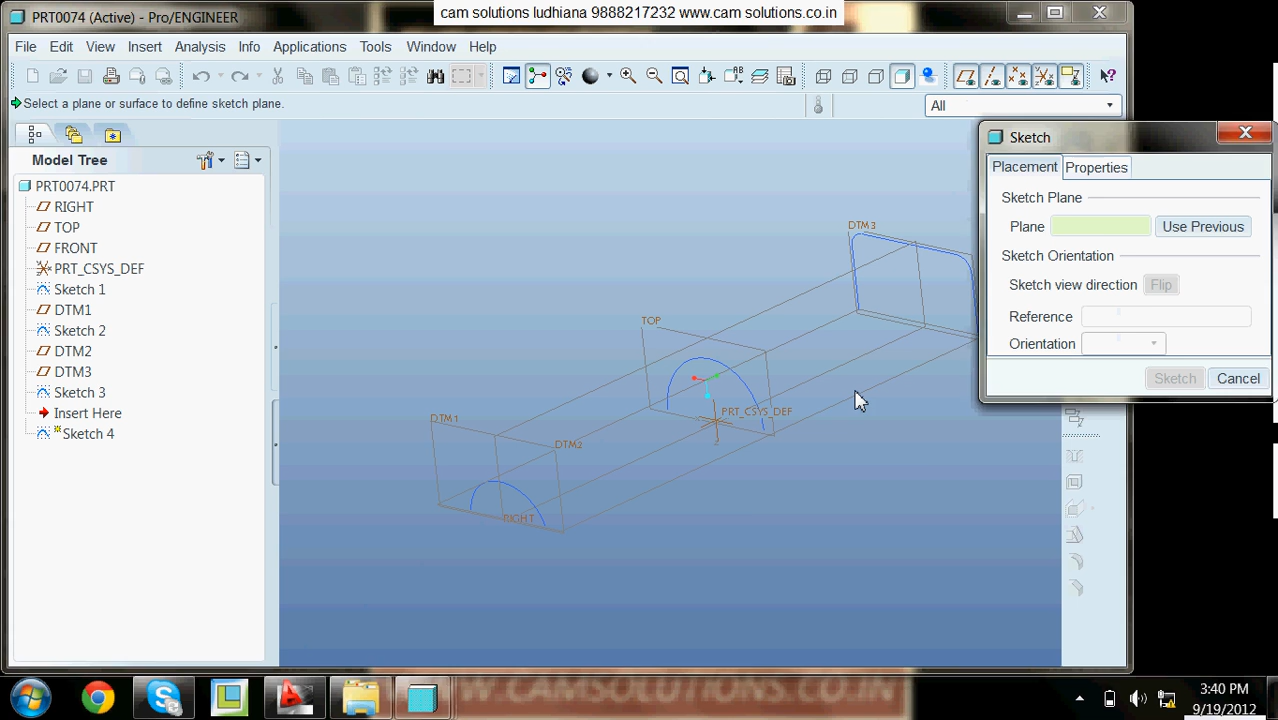 PRT0074 (Active) - Pro/ENGINEER
cam solutions ludhiana 9888217232 www.cam solutions.co.in
File Edit View Insert Analysis Info Applications Tools Window Help
Select a plane or surface to define sketch plane.
All
Model Tree
PRT0074.PRT
RIGHT
TOP
FRONT
PRT_CSYS_DEF
Sketch 1
DTM1
Sketch 2
DTM2
DTM3
Sketch 3
Insert Here
Sketch 4
DTM3
TOP
PRT_CSYS_DEF
DTM1
DTM2
RIGHT
Sketch
Placement Properties
Sketch Plane
Plane Use Previous
Sketch Orientation
Sketch view direction Flip
Reference
Orientation
Sketch Cancel
3:40 PM
9/19/2012